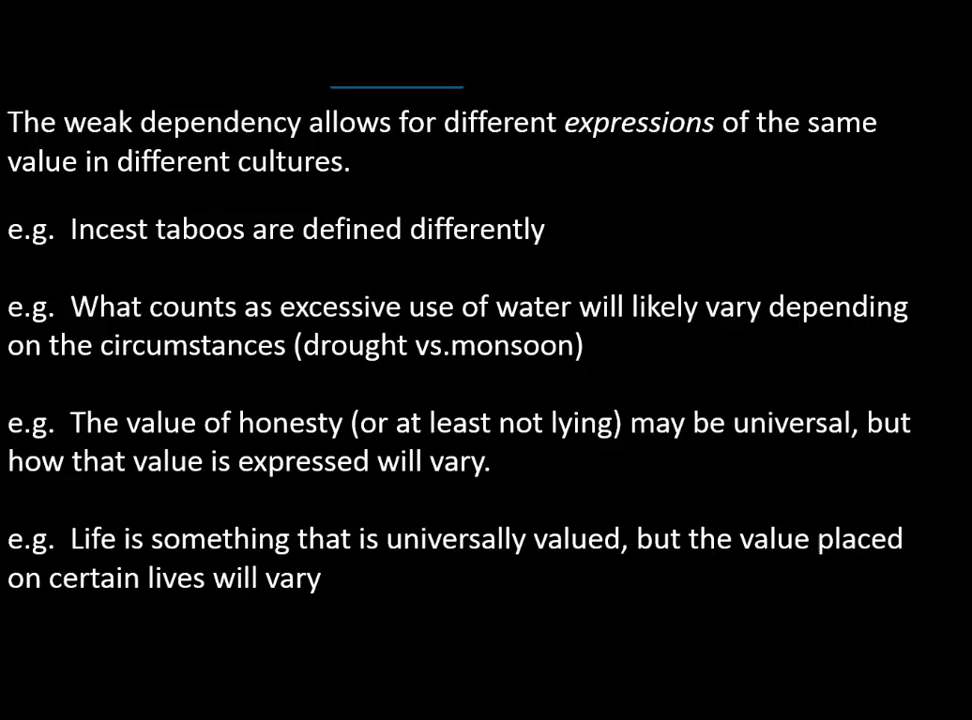 The weak dependency allows for different expressions of the same
value in different cultures.
e.g.  Incest taboos are defined differently
e.g.  What counts as excessive use of water will likely vary depending
on the circumstances (drought vs.monsoon)
e.g.  The value of honesty (or at least not lying) may be universal, but
how that value is expressed will vary.
e.g.  Life is something that is universally valued, but the value placed
on certain lives will vary